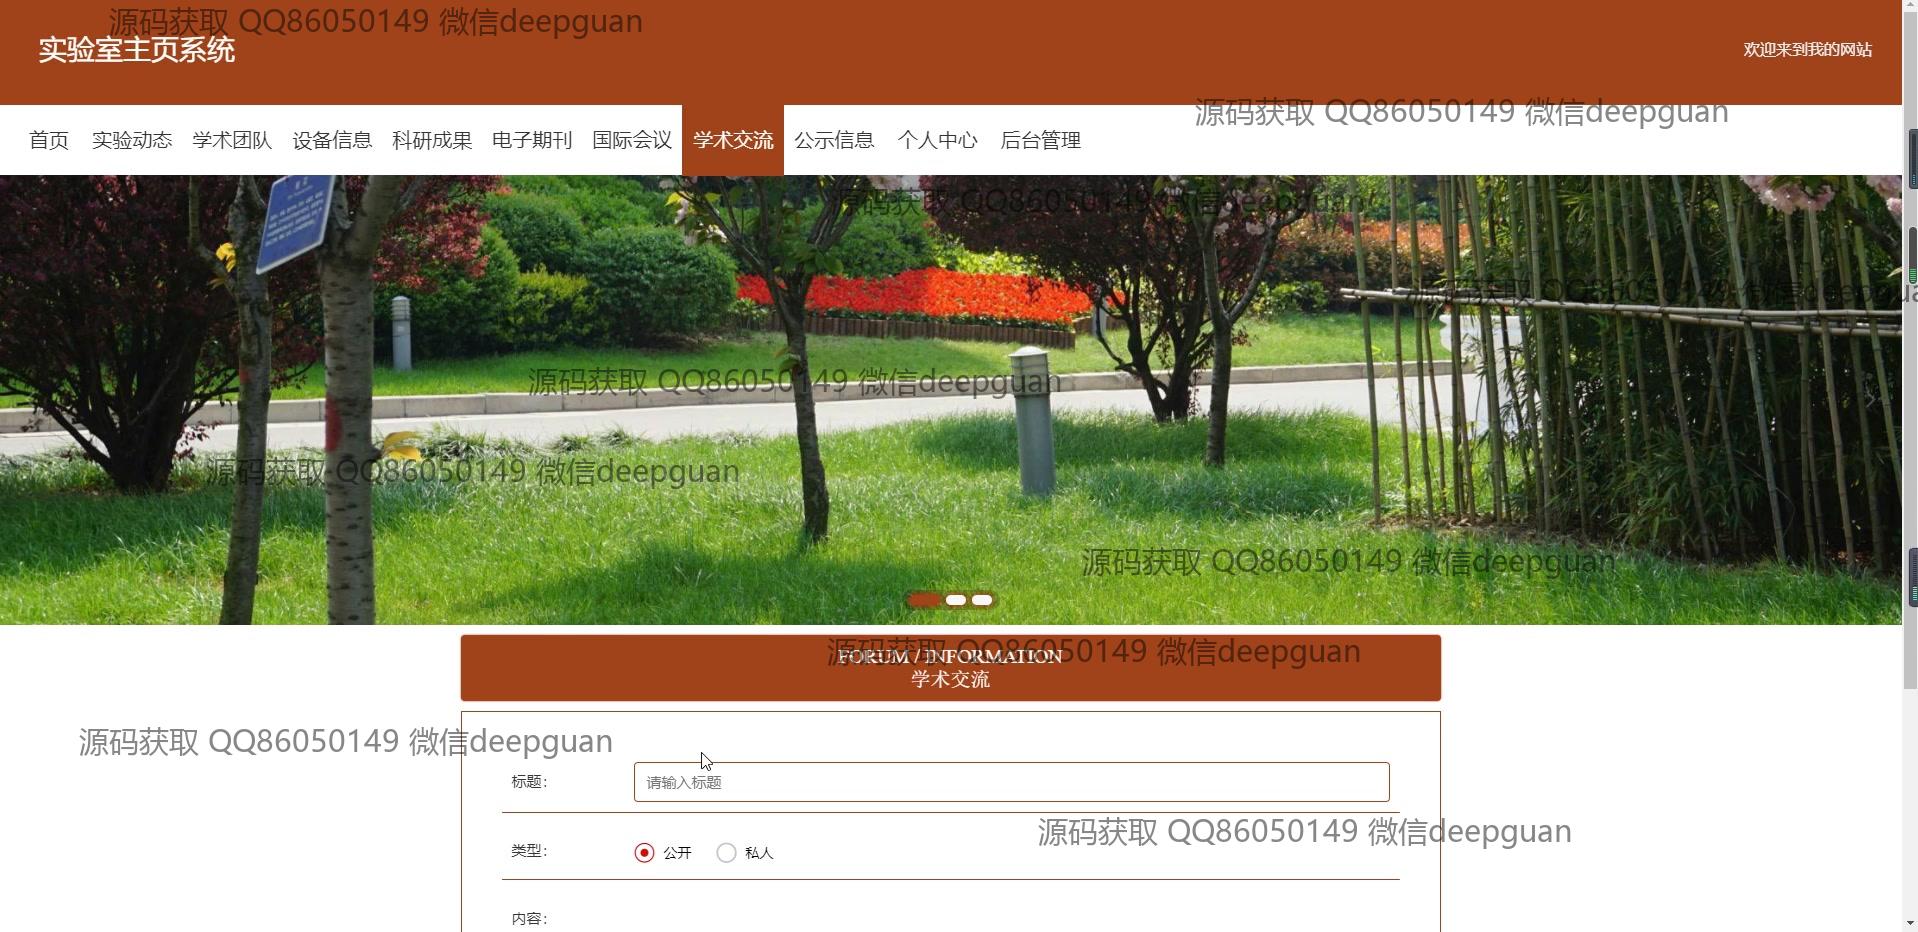 源码获取 QQ86050149 微信deepguan
实验室主页系统
欢迎来到我的网站
源码获取 QQ86050149 微信deepguan
首页 实验动态 学术团队 设备信息 科研成果 电子期刊 国际会议 学术交流 公示信息 个人中心 后台管理
源码获取 QQ86050149 微信deepguan
源码获取 QQ86050149 微信deepgua
源码获取 QQ86050149 微信deepguan
源码获取 QQ86050149 微信deepguan
源码获取 QQ86050149 微信deepguan
源码获取 QQ86050149 微信deepguan
FORUM / INFORMATION
学术交流
源码获取 QQ86050149 微信deepguan
标题：
请输入标题
源码获取 QQ86050149 微信deepguan
类型：
公开 私人
内容：